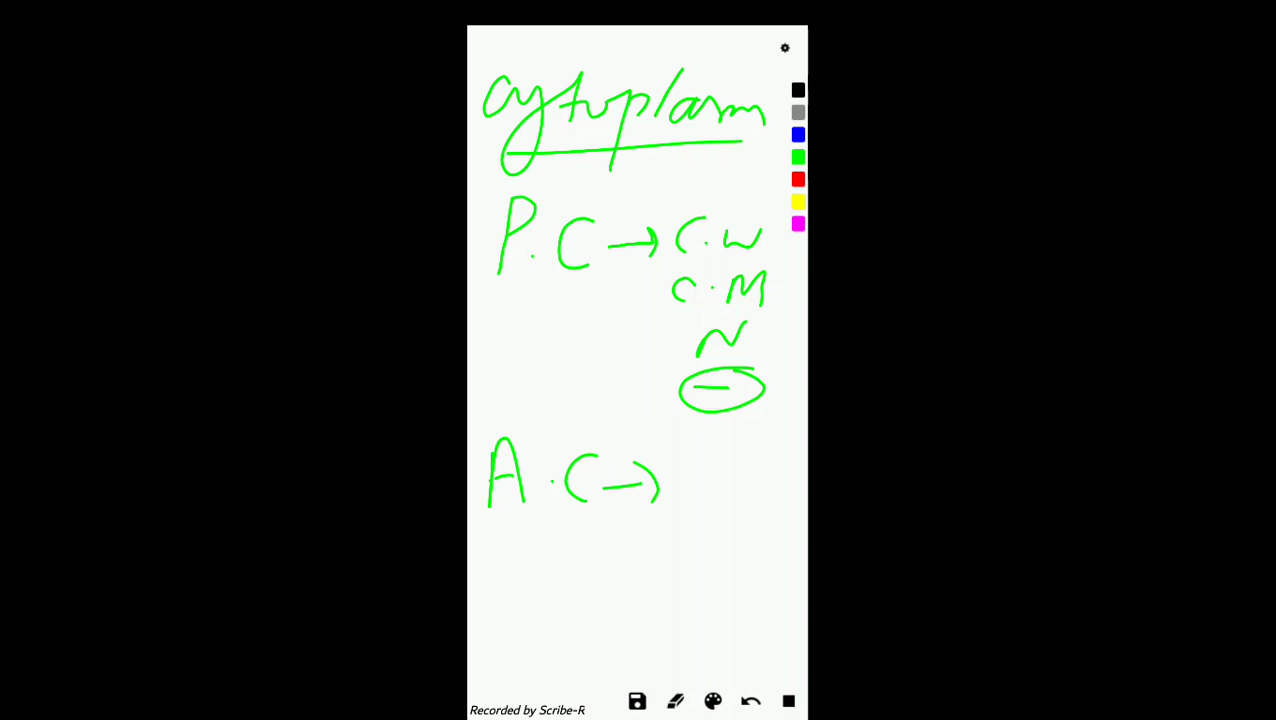 Cytoplasm
P.C → C.W
C.M
N
—
A.C →
Recorded by Scribe-R